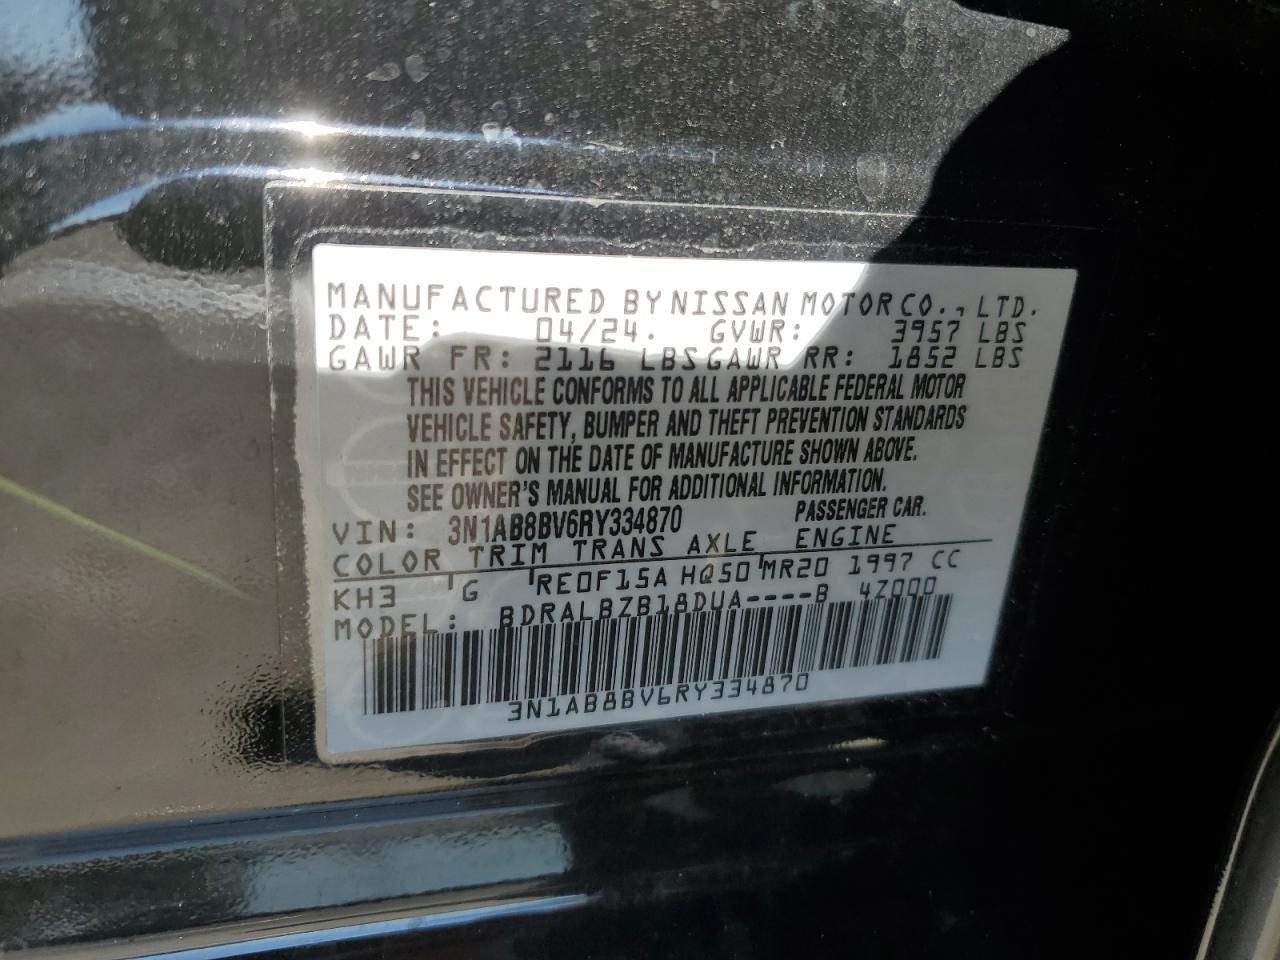 MANUFACTURED BY NISSAN MOTOR CO., LTD.
DATE: 04/24. GVWR: 3957 LBS
GAWR FR: 2116 LBS GAWR RR: 1852 LBS
THIS VEHICLE CONFORMS TO ALL APPLICABLE FEDERAL MOTOR
VEHICLE SAFETY, BUMPER AND THEFT PREVENTION STANDARDS
IN EFFECT ON THE DATE OF MANUFACTURE SHOWN ABOVE.
SEE OWNER'S MANUAL FOR ADDITIONAL INFORMATION.
VIN: 3N1AB8BV6RY334870 PASSENGER CAR.
COLOR TRIM TRANS AXLE ENGINE
KH3 G RE0F15A HQ50 MR20 1997 CC
MODEL: BDRALBZB18DUA----B 4Z000
3N1AB8BV6RY334870